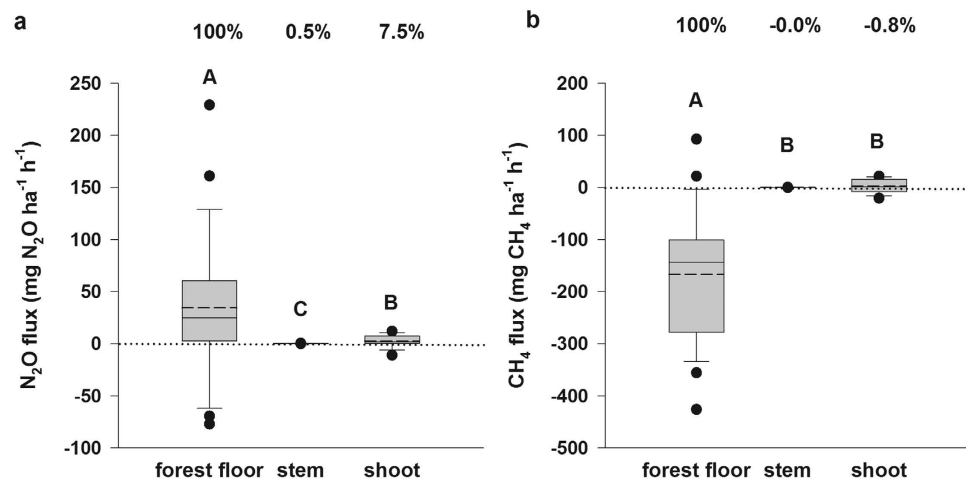 a
100% 0.5% 7.5%
A
C
B
250
200
150
100
50
0
-50
-100
N₂O flux (mg N₂O ha⁻¹ h⁻¹)
forest floor stem shoot
b
100% -0.0% -0.8%
A
B
B
200
100
0
-100
-200
-300
-400
-500
CH₄ flux (mg CH₄ ha⁻¹ h⁻¹)
forest floor stem shoot